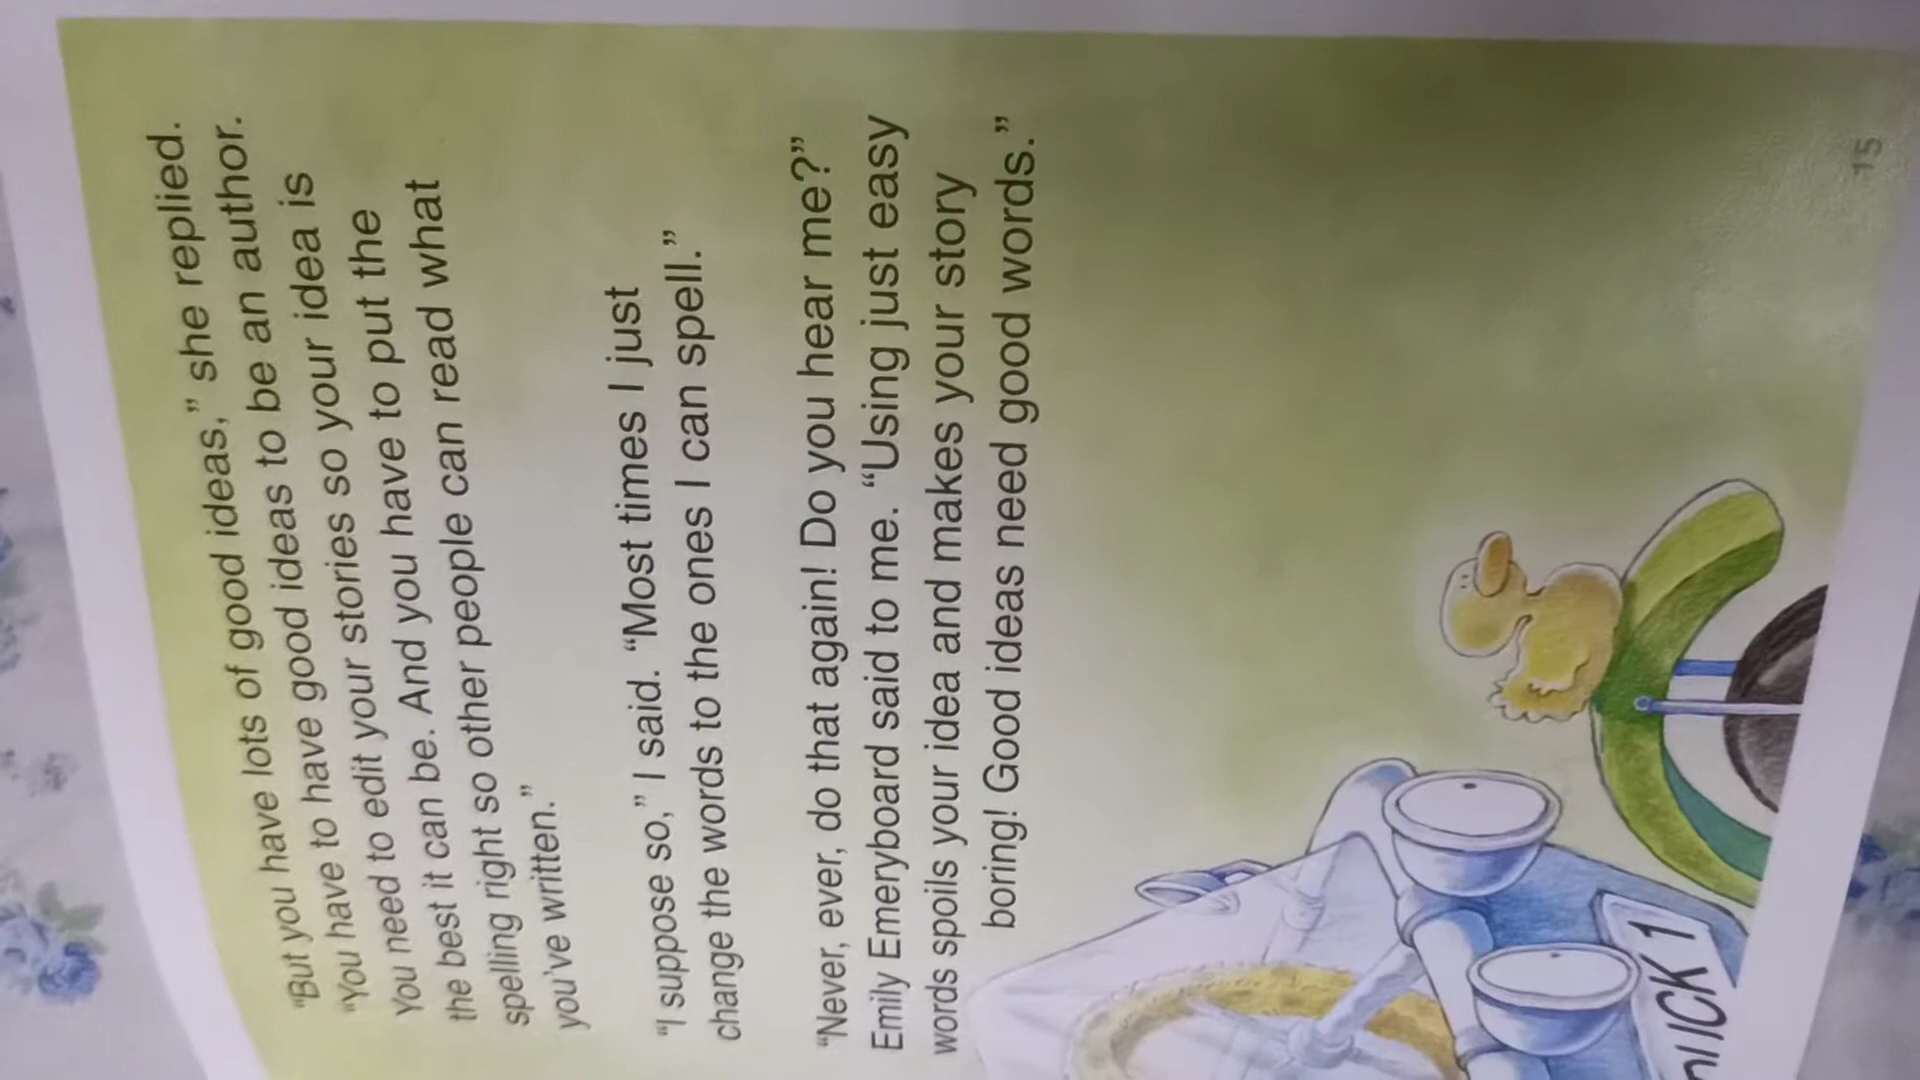 "But you have lots of good ideas," she replied.
"You have to have good ideas to be an author.
You have to edit your stories so your idea is
the best it can be. And you have to put the
spelling right so other people can read what
you've written."
"I suppose so," I said. "Most times I just
change the words to the ones I can spell."
"Never, ever, do that again! Do you hear me?"
Emily Emeryboard said to me. "Using just easy
words spoils your idea and makes your story
boring! Good ideas need good words."
15